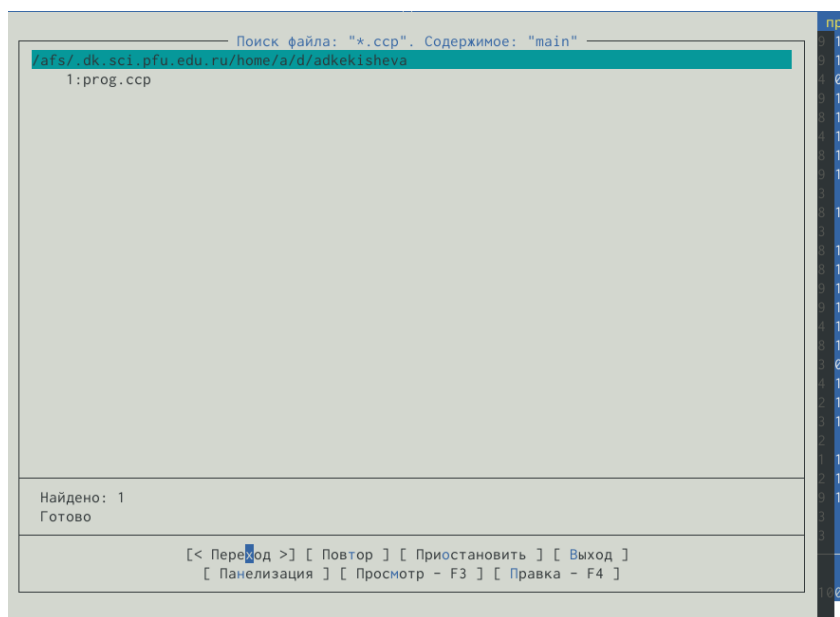 Поиск файла: "*.ccp". Содержимое: "main"
/afs/.dk.sci.pfu.edu.ru/home/a/d/adkekisheva
1:prog.ccp
Найдено: 1
Готово
[< Переход >] [ Повтор ] [ Приостановить ] [ Выход ]
[ Панелизация ] [ Просмотр - F3 ] [ Правка - F4 ]